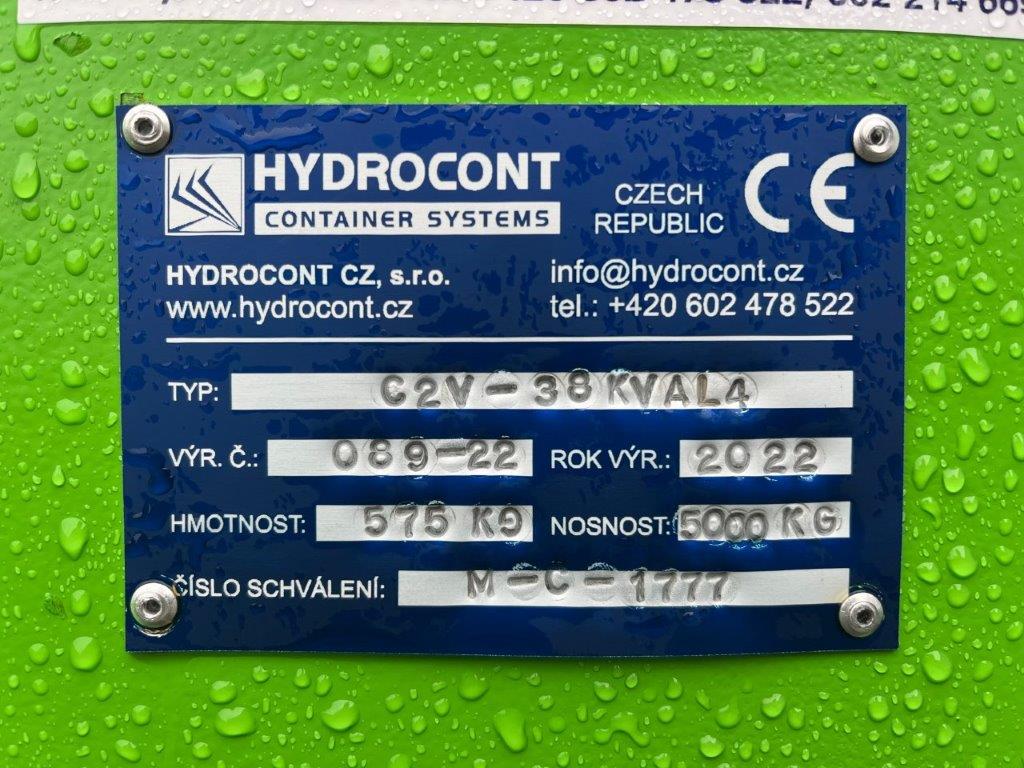 HYDROCONT
CONTAINER SYSTEMS
CZECH
REPUBLIC
CE
HYDROCONT CZ, s.r.o.
info@hydrocont.cz
www.hydrocont.cz
tel.: +420 602 478 522
TYP: C2V-38KVAL4
VÝR. Č.: 089-22 ROK VÝR.: 2022
HMOTNOST: 575 KG NOSNOST: 5000 KG
ČÍSLO SCHVÁLENÍ: M-C-1777